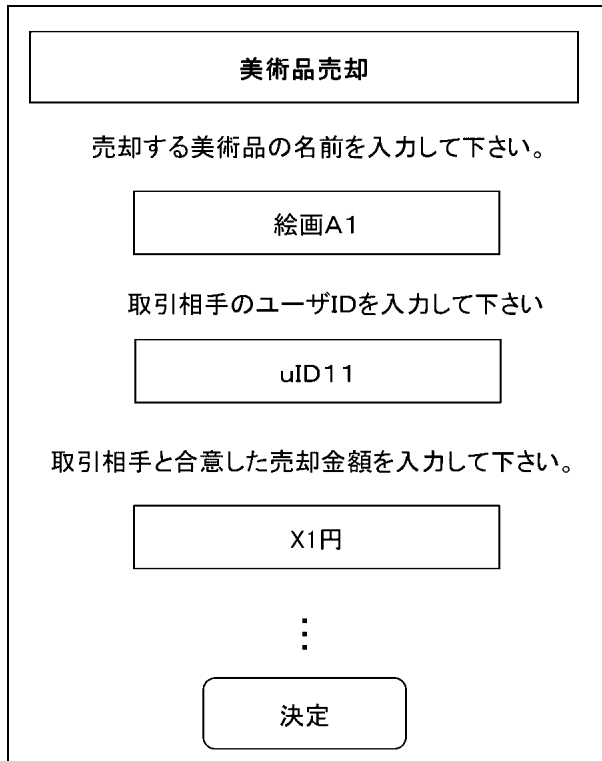 美術品売却
売却する美術品の名前を入力して下さい。
絵画A1
取引相手のユーザIDを入力して下さい
uID11
取引相手と合意した売却金額を入力して下さい。
X1円
⋮
決定